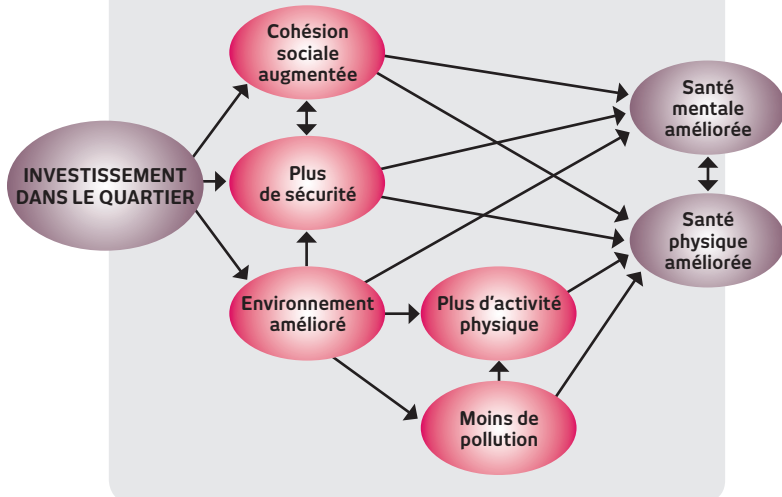 Cohésion
sociale
augmentée
Santé
mentale
améliorée
INVESTISSEMENT
DANS LE QUARTIER
Plus
de sécurité
Santé
physique
améliorée
Environnement
amélioré
Plus d'activité
physique
Moins de
pollution